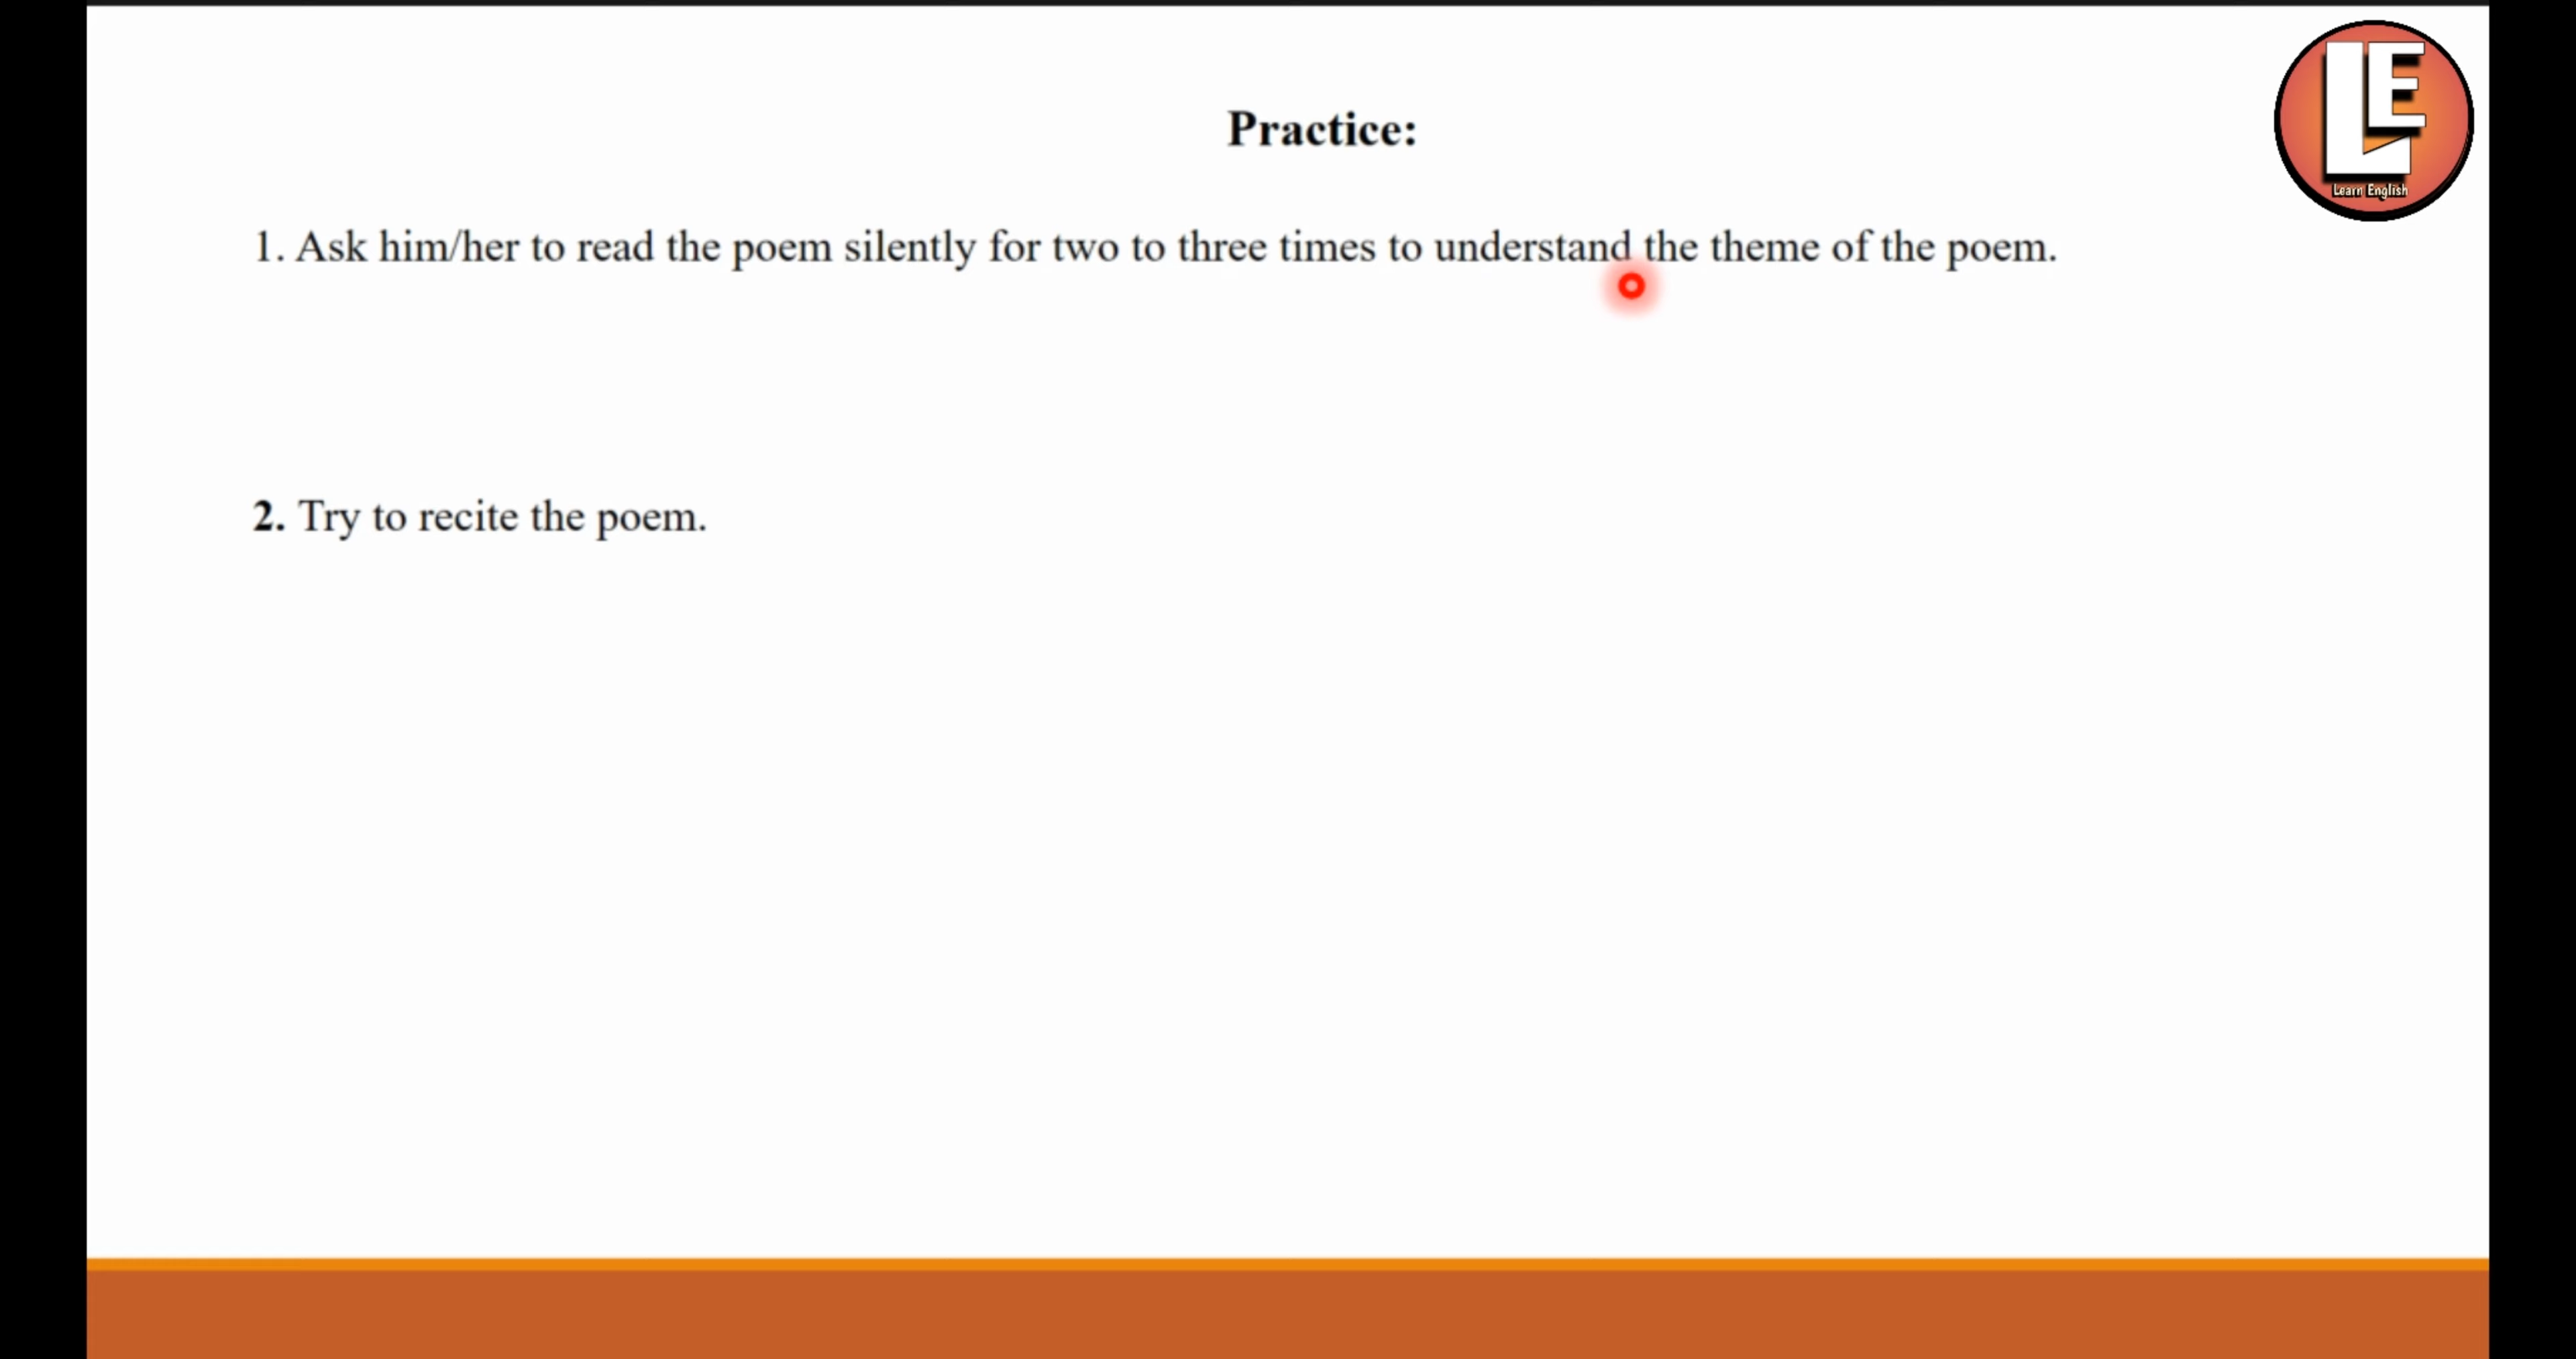 Practice:
LE
Learn English
1. Ask him/her to read the poem silently for two to three times to understand the theme of the poem.
2. Try to recite the poem.